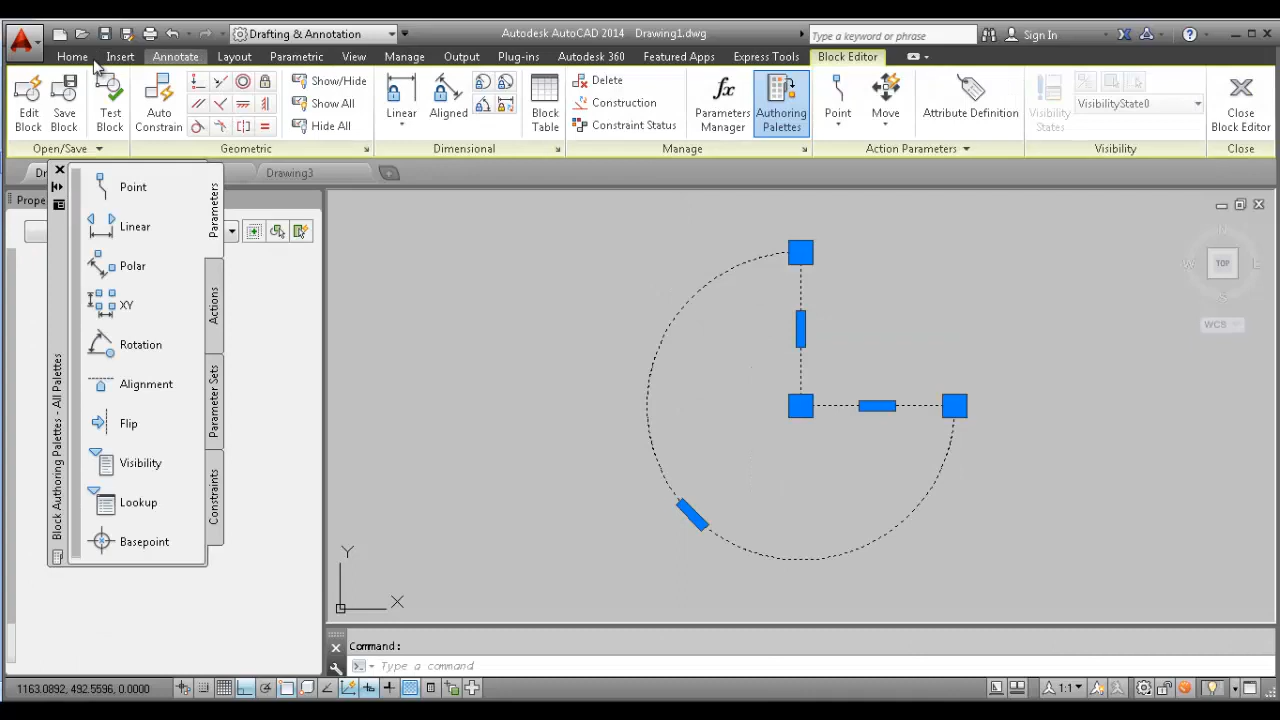 Drafting & Annotation
Autodesk AutoCAD 2014 Drawing1.dwg
Type a keyword or phrase
Sign In
Home Insert Annotate Layout Parametric View Manage Output Plug-ins Autodesk 360 Featured Apps Express Tools Block Editor
Edit Block
Save Block
Test Block
Auto Constrain
Show/Hide
Show All
Hide All
Linear
Aligned
Block Table
Delete
Construction
Constraint Status
Parameters Manager
Authoring Palettes
Point
Move
Attribute Definition
Visibility States
VisibilityState0
Close Block Editor
Open/Save Geometric Dimensional Manage Action Parameters Visibility Close
Dr
Drawing3
Prope
Point
Linear
Polar
XY
Rotation
Alignment
Flip
Visibility
Lookup
Basepoint
Parameters
Actions
Parameter Sets
Constraints
Block Authoring Palettes - All Palettes
N
W
TOP
E
S
WCS
Y
X
Command:
Type a command
1163.0892, 492.5596, 0.0000
1:1